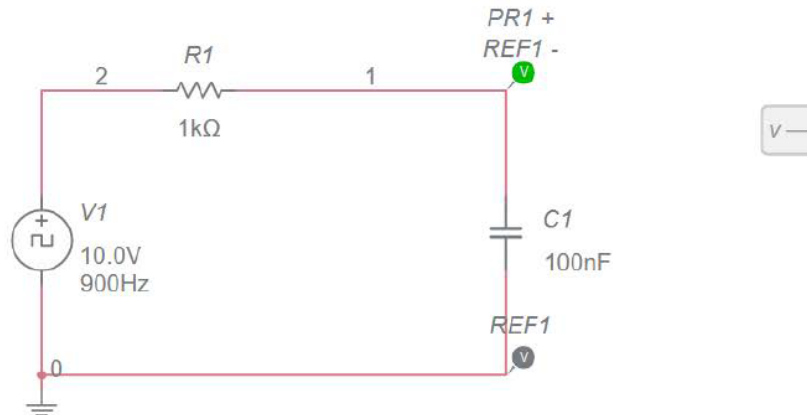 PR1 +
REF1 -
V
R1
2
1
1kΩ
V
V1
10.0V
900Hz
C1
100nF
REF1
V
0